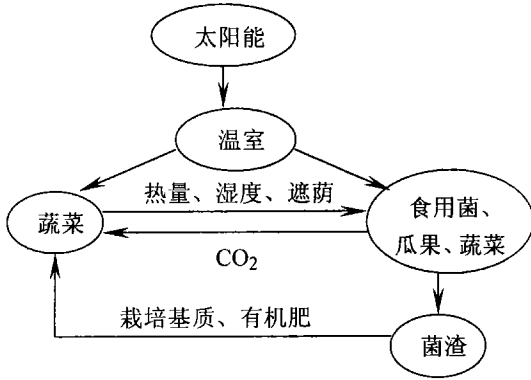 太阳能
温室
热量、湿度、遮荫
蔬菜
食用菌、
瓜果、蔬菜
CO₂
栽培基质、有机肥
菌渣